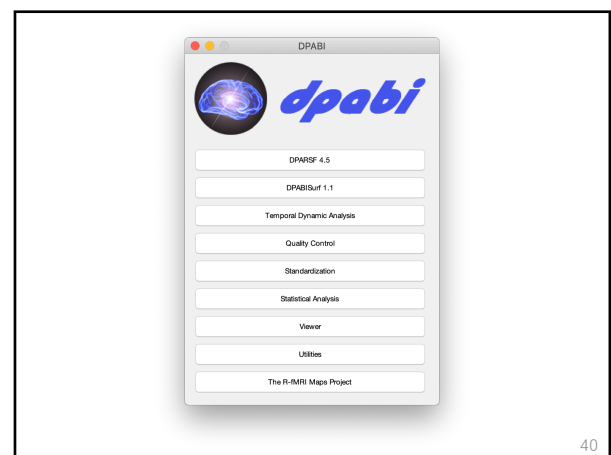 DPABI
dpabi
DPARSF 4.5
DPABISurf 1.1
Temporal Dynamic Analysis
Quality Control
Standardization
Statistical Analysis
Viewer
Utilities
The R-fMRI Maps Project
40